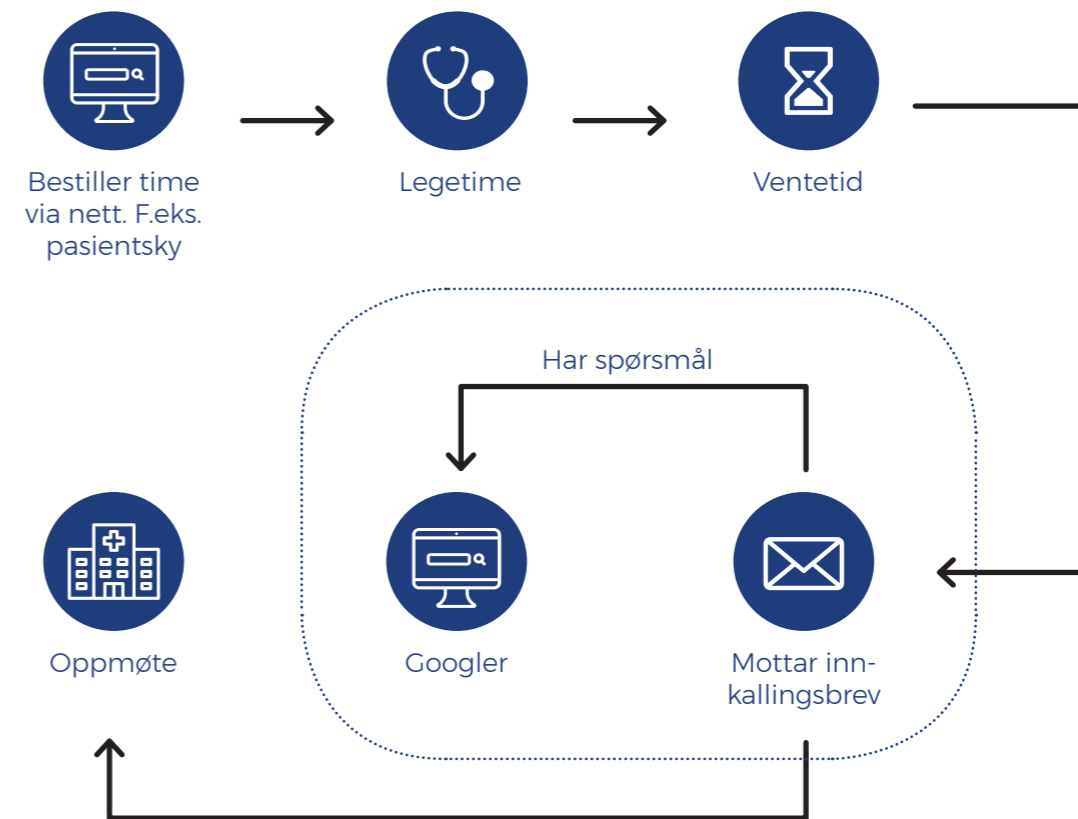 Bestiller time
via nett. F.eks.
pasientsky
Legetime
Ventetid
Har spørsmål
Oppmøte
Googler
Mottar inn-
kallingsbrev